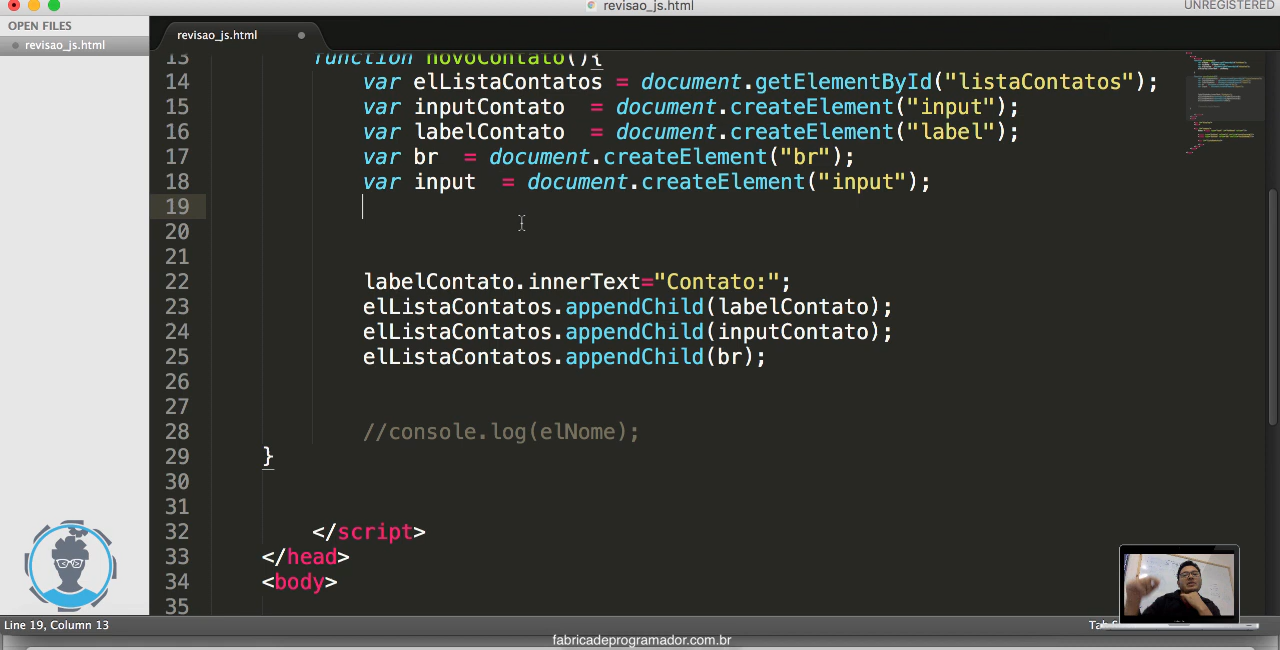 revisao_js.html
UNREGISTERED
OPEN FILES
revisao_js.html
revisao_js.html
13 function novoContato(){
14 var elListaContatos = document.getElementById("listaContatos");
15 var inputContato = document.createElement("input");
16 var labelContato = document.createElement("label");
17 var br = document.createElement("br");
18 var input = document.createElement("input");
19
20
21
22 labelContato.innerText="Contato:";
23 elListaContatos.appendChild(labelContato);
24 elListaContatos.appendChild(inputContato);
25 elListaContatos.appendChild(br);
26
27
28 //console.log(elNome);
29 }
30
31
32 </script>
33 </head>
34 <body>
35
Line 19, Column 13
fabricadeprogramador.com.br